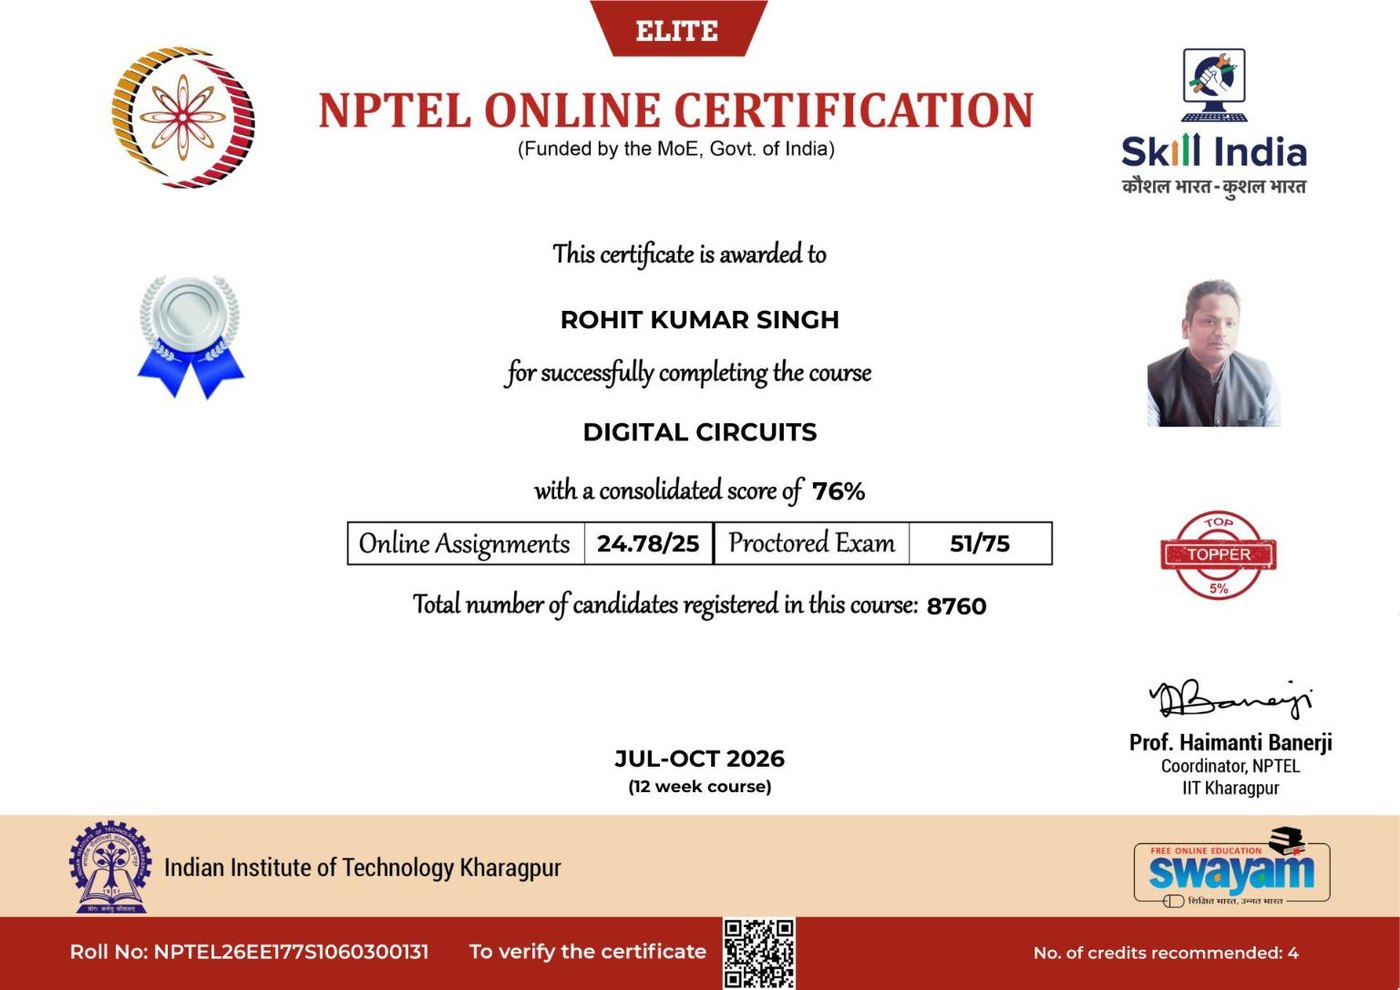 ELITE
NPTEL ONLINE CERTIFICATION
(Funded by the MoE, Govt. of India)
Skill India
कौशल भारत - कुशल भारत
This certificate is awarded to
ROHIT KUMAR SINGH
for successfully completing the course
DIGITAL CIRCUITS
with a consolidated score of 76%
Online Assignments 24.78/25 Proctored Exam 51/75
TOP
TOPPER
5%
Total number of candidates registered in this course: 8760
Banerji
Prof. Haimanti Banerji
Coordinator, NPTEL
IIT Kharagpur
JUL-OCT 2026
(12 week course)
1951
Indian Institute of Technology Kharagpur
FREE ONLINE EDUCATION
swayam
शिक्षित भारत, उन्नत भारत
Roll No: NPTEL26EE177S1060300131 To verify the certificate No. of credits recommended: 4